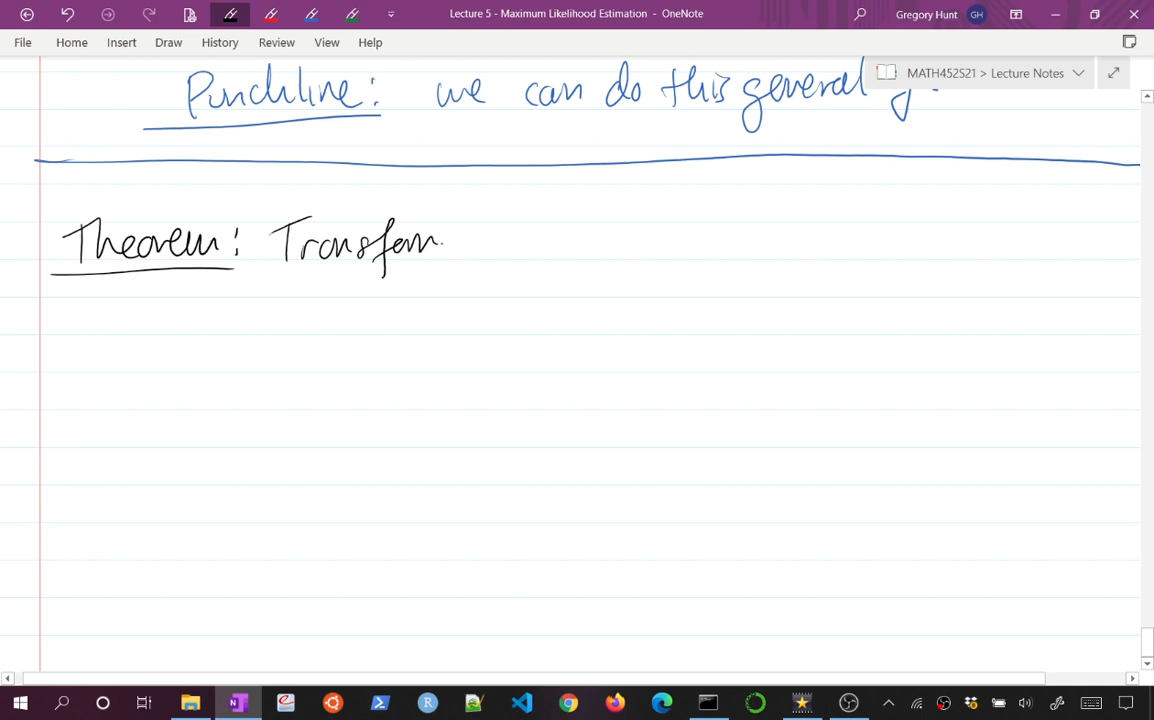 Lecture 5 - Maximum Likelihood Estimation - OneNote
Gregory Hunt GH
File Home Insert Draw History Review View Help
MATH452S21 > Lecture Notes
Punchline: we can do this general
Theorem: Transform